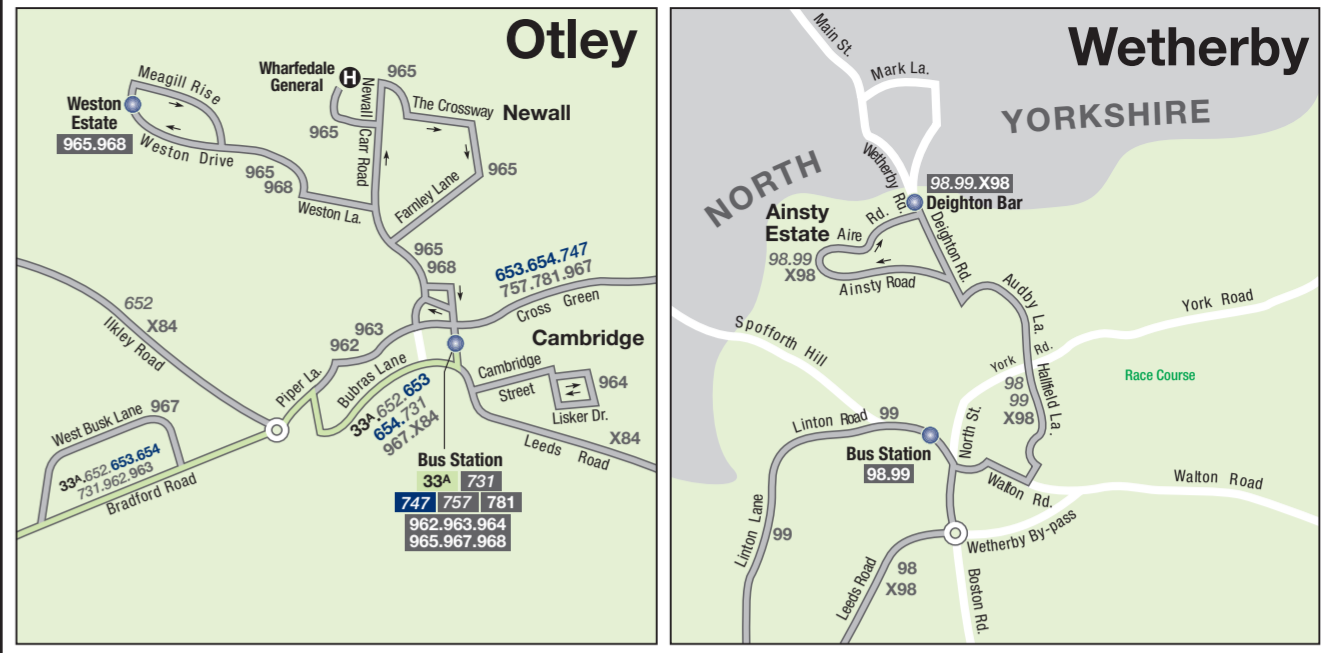 Otley
Meagill Rise
Weston
Estate
965.968
Weston Drive
965
968
Weston La.
Wharfedale
General
H
965
Newall Carr Road
965
The Crossway
Newall
965
Farnley Lane
965
968
653.654.747
757.781.967
Cross Green
652
X84
Ilkley Road
963
962
Piper La.
Bubras Lane
33A.652.653
654.731
967.X84
Cambridge
Cambridge
Street
964
Lisker Dr.
Leeds Road
X84
West Busk Lane
967
33A.652.653.654
731.962.963
Bradford Road
Bus Station
33A
731
747
757
781
962.963.964
965.967.968
Wetherby
Main St.
Mark La.
NORTH YORKSHIRE
Wetherby Rd.
98.99.X98
Deighton Bar
Ainsty
Estate
Aire Rd.
98.99
X98
Ainsty Road
Deighton Rd.
Audby La.
York Road
Spofforth Hill
York Rd.
Race Course
98
99
X98
Hallfield La.
North St.
Linton Road
99
Bus Station
98.99
Walton Rd.
Walton Road
Linton Lane
99
Wetherby By-pass
Leeds Road
98
X98
Boston Rd.